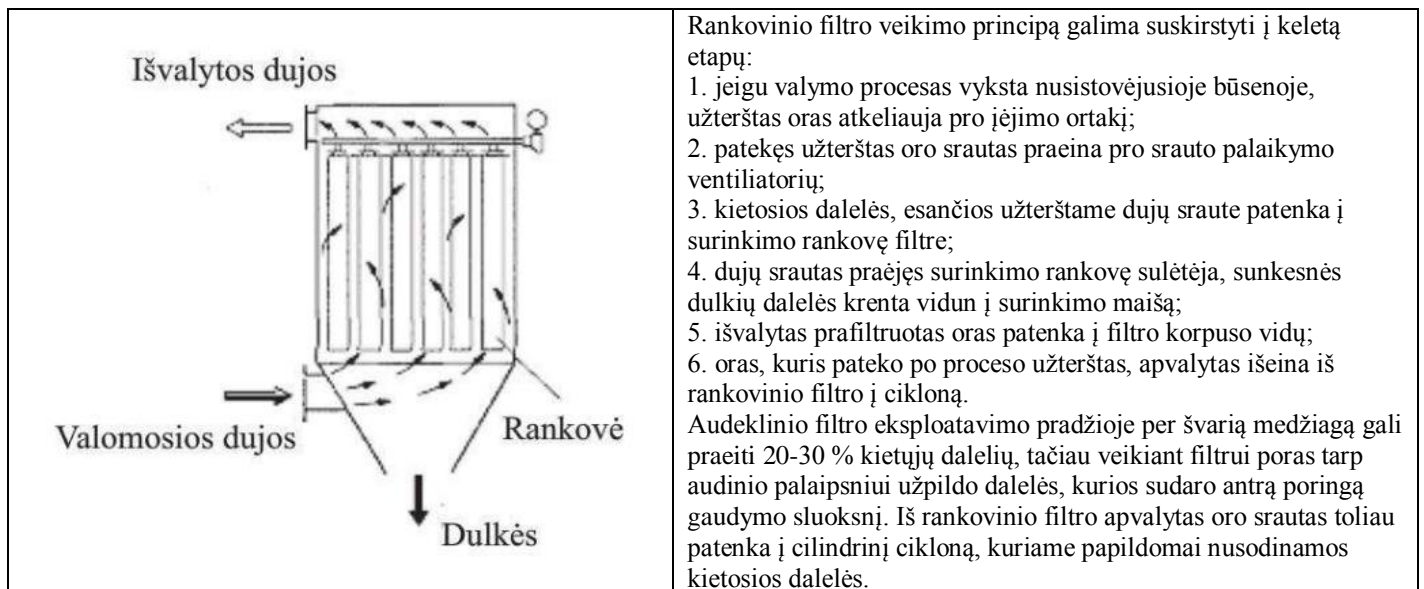 Išvalytos dujos
Valomosios dujos
Rankovė
Dulkės
Rankovinio filtro veikimo principą galima suskirstyti į keletą
etapų:
1. jeigu valymo procesas vyksta nusistovėjusioje būsenoje,
užterštas oras atkeliauja pro įėjimo ortakį;
2. patekęs užterštas oro srautas praeina pro srauto palaikymo
ventiliatorių;
3. kietosios dalelės, esančios užterštame dujų sraute patenka į
surinkimo rankovę filtre;
4. dujų srautas praėjęs surinkimo rankovę sulėtėja, sunkesnės
dulkių dalelės krenta vidun į surinkimo maišą;
5. išvalytas prafiltruotas oras patenka į filtro korpuso vidų;
6. oras, kuris pateko po proceso užterštas, apvalytas išeina iš
rankovinio filtro į cikloną.
Audeklinio filtro eksploatavimo pradžioje per švarią medžiagą gali
praeiti 20-30 % kietųjų dalelių, tačiau veikiant filtrui poras tarp
audinio palaipsniui užpildo dalelės, kurios sudaro antrą poringą
gaudymo sluoksnį. Iš rankovinio filtro apvalytas oro srautas toliau
patenka į cilindrinį cikloną, kuriame papildomai nusodinamos
kietosios dalelės.